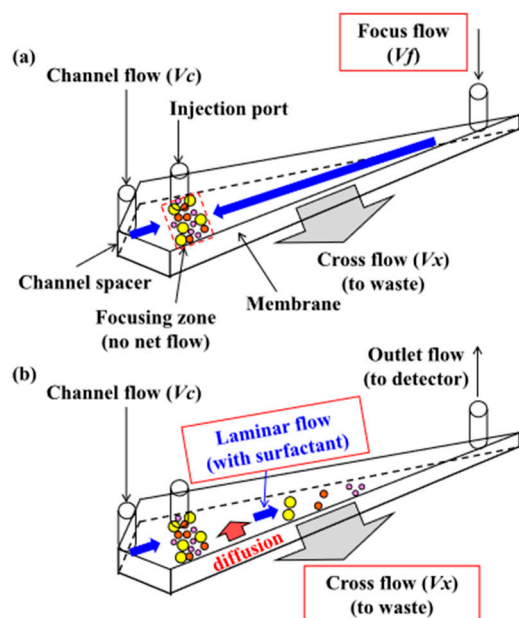 (a)
Focus flow
(Vf)
Channel flow (Vc)
Injection port
Cross flow (Vx)
(to waste)
Channel spacer
Membrane
Focusing zone
(no net flow)
Outlet flow
(to detector)
(b)
Channel flow (Vc)
Laminar flow
(with surfactant)
diffusion
Cross flow (Vx)
(to waste)